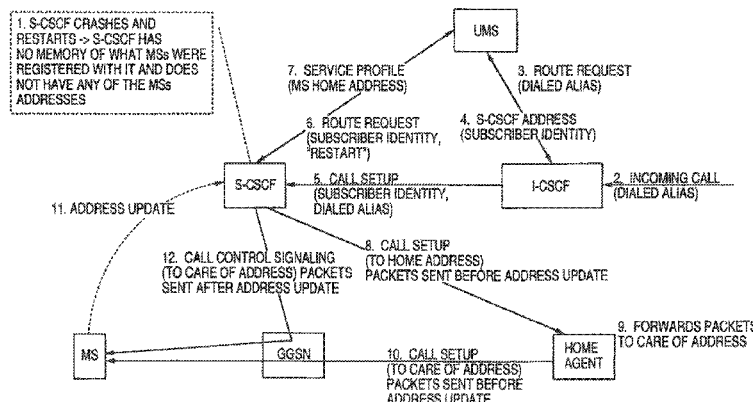 1. S-CSCF CRASHES AND
RESTARTS -> S-CSCF HAS
NO MEMORY OF WHAT MSs WERE
REGISTERED WITH IT AND DOES
NOT HAVE ANY OF THE MSs
ADDRESSES
UMS
7. SERVICE PROFILE
(MS HOME ADDRESS)
3. ROUTE REQUEST
(DIALED ALIAS)
6. ROUTE REQUEST
(SUBSCRIBER IDENTITY,
"RESTART")
4. S-CSCF ADDRESS
(SUBSCRIBER IDENTITY)
S-CSCF
5. CALL SETUP
(SUBSCRIBER IDENTITY,
DIALED ALIAS)
I-CSCF
2. INCOMING CALL
(DIALED ALIAS)
11. ADDRESS UPDATE
12. CALL CONTROL SIGNALING
(TO CARE OF ADDRESS) PACKETS
SENT AFTER ADDRESS UPDATE
8. CALL SETUP
(TO HOME ADDRESS)
PACKETS SENT BEFORE ADDRESS UPDATE
MS
GGSN
10. CALL SETUP
(TO CARE OF ADDRESS)
PACKETS SENT BEFORE
ADDRESS UPDATE
HOME
AGENT
9. FORWARDS PACKETS
TO CARE OF ADDRESS